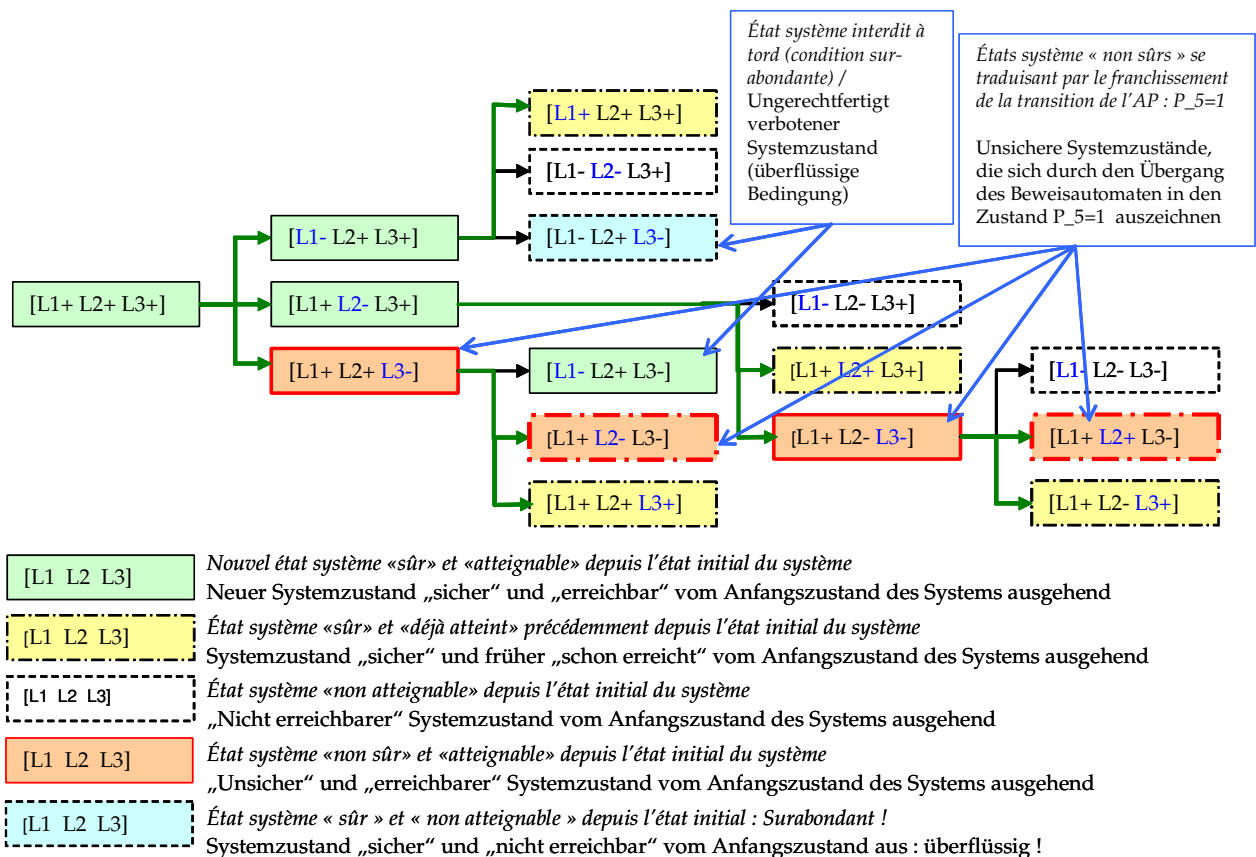 État système interdit à
tord (condition sur-
abondante) /
Ungerechtfertigt
verbotener
Systemzustand
(überflüssige
Bedingung)
États système « non sûrs » se
traduisant par le franchissement
de la transition de l'AP : P_5=1
Unsichere Systemzustände,
die sich durch den Übergang
des Beweisautomaten in den
Zustand P_5=1 auszeichnen
[L1+ L2+ L3+]
[L1- L2- L3+]
[L1- L2+ L3+]
[L1- L2+ L3-]
[L1+ L2+ L3+]
[L1+ L2- L3+]
[L1- L2- L3+]
[L1+ L2+ L3-]
[L1- L2+ L3-]
[L1+ L2+ L3+]
[L1- L2- L3-]
[L1+ L2- L3-]
[L1+ L2- L3-]
[L1+ L2+ L3-]
[L1+ L2+ L3+]
[L1+ L2- L3+]
[L1 L2 L3]
Nouvel état système «sûr» et «atteignable» depuis l'état initial du système
Neuer Systemzustand „sicher" und „erreichbar" vom Anfangszustand des Systems ausgehend
[L1 L2 L3]
État système «sûr» et «déjà atteint» précédemment depuis l'état initial du système
Systemzustand „sicher" und früher „schon erreicht" vom Anfangszustand des Systems ausgehend
[L1 L2 L3]
État système «non atteignable» depuis l'état initial du système
„Nicht erreichbarer" Systemzustand vom Anfangszustand des Systems ausgehend
[L1 L2 L3]
État système «non sûr» et «atteignable» depuis l'état initial du système
„Unsicher" und „erreichbarer" Systemzustand vom Anfangszustand des Systems ausgehend
[L1 L2 L3]
État système « sûr » et « non atteignable » depuis l'état initial : Surabondant !
Systemzustand „sicher" und „nicht erreichbar" vom Anfangszustand aus : überflüssig !